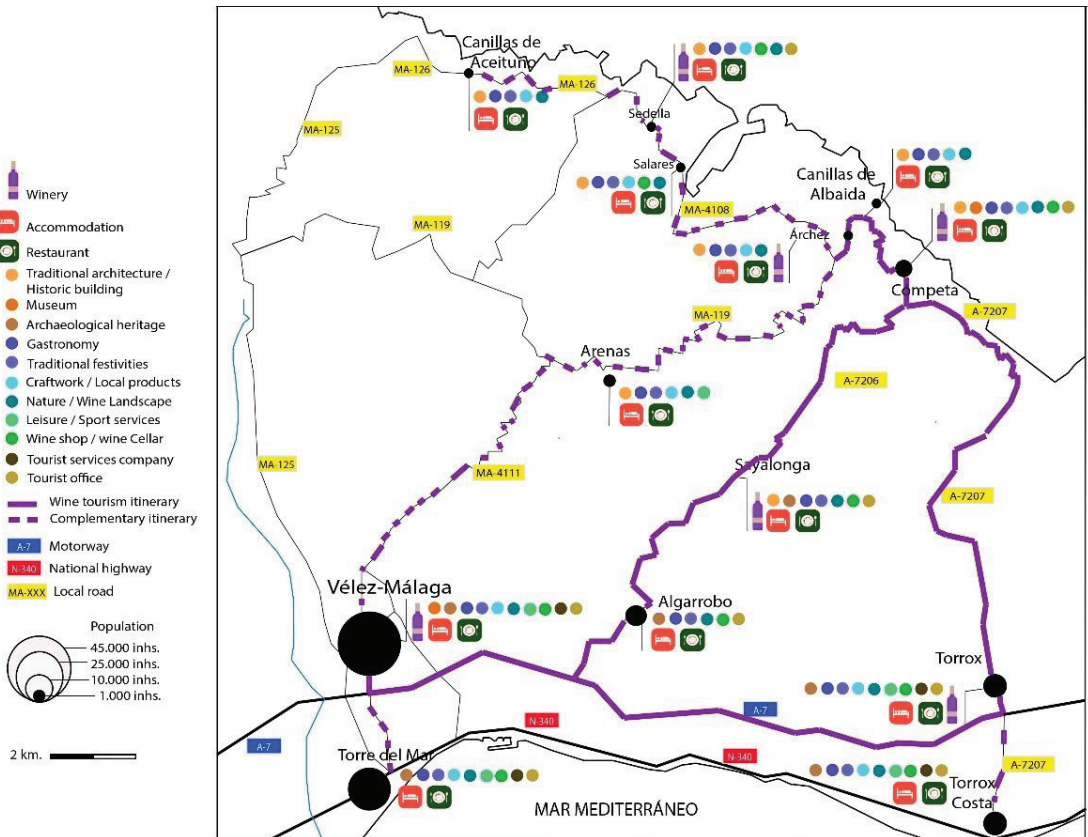 Winery
Accommodation
Restaurant
Traditional architecture /
Historic building
Museum
Archaeological heritage
Gastronomy
Traditional festivities
Craftwork / Local products
Nature / Wine Landscape
Leisure / Sport services
Wine shop / wine Cellar
Tourist services company
Tourist office
Wine tourism itinerary
Complementary itinerary
A-7 Motorway
N-340 National highway
MA-XXX Local road
Population
45.000 inhs.
25.000 inhs.
10.000 inhs.
1.000 inhs.
2 km.
Canillas de
Aceituno
MA-126
MA-126
MA-125
Sedella
Salares
Canillas de
Albaida
MA-4108
MA-119
Árchez
Competa
MA-119
A-7207
Arenas
A-7206
MA-125
MA-4111
Sayalonga
A-7207
Vélez-Málaga
Algarrobo
Torrox
A-7
N-340
A-7
Torre del Mar
N-340
A-7207
Torrox
Costa
MAR MEDITERRÁNEO